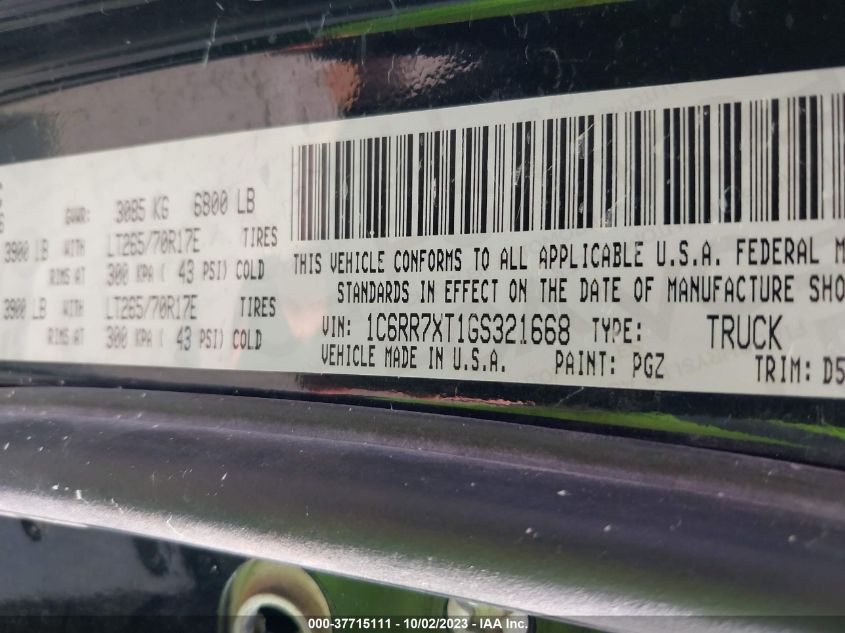 GVWR: 3085 KG 6800 LB
3900 LB WITH LT265/70R17E TIRES
RIMS AT 300 KPA ( 43 PSI) COLD
3900 LB WITH LT265/70R17E TIRES
RIMS AT 300 KPA ( 43 PSI) COLD
THIS VEHICLE CONFORMS TO ALL APPLICABLE U.S.A. FEDERAL M
STANDARDS IN EFFECT ON THE DATE OF MANUFACTURE SHO
VIN: 1C6RR7XT1GS321668 TYPE: TRUCK
VEHICLE MADE IN U.S.A. PAINT: PGZ TRIM: D5
000-37715111 - 10/02/2023 - IAA Inc.